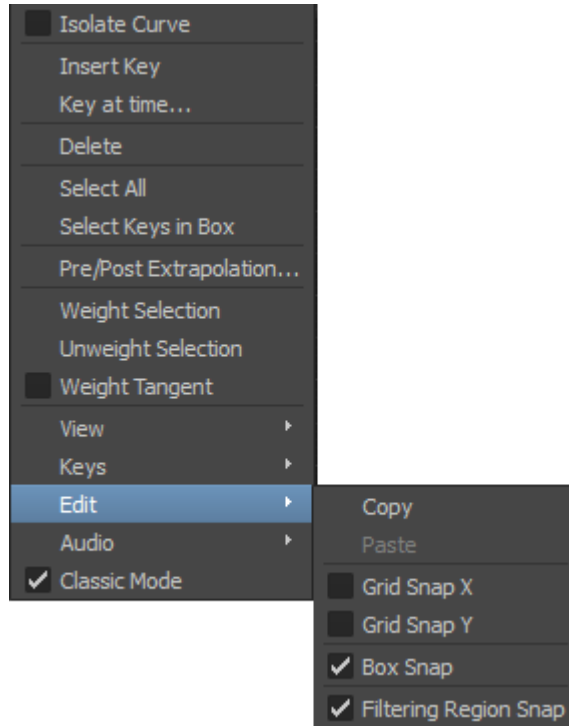 Isolate Curve
Insert Key
Key at time...
Delete
Select All
Select Keys in Box
Pre/Post Extrapolation...
Weight Selection
Unweight Selection
Weight Tangent
View
Keys
Edit
Audio
Classic Mode
Copy
Paste
Grid Snap X
Grid Snap Y
Box Snap
Filtering Region Snap